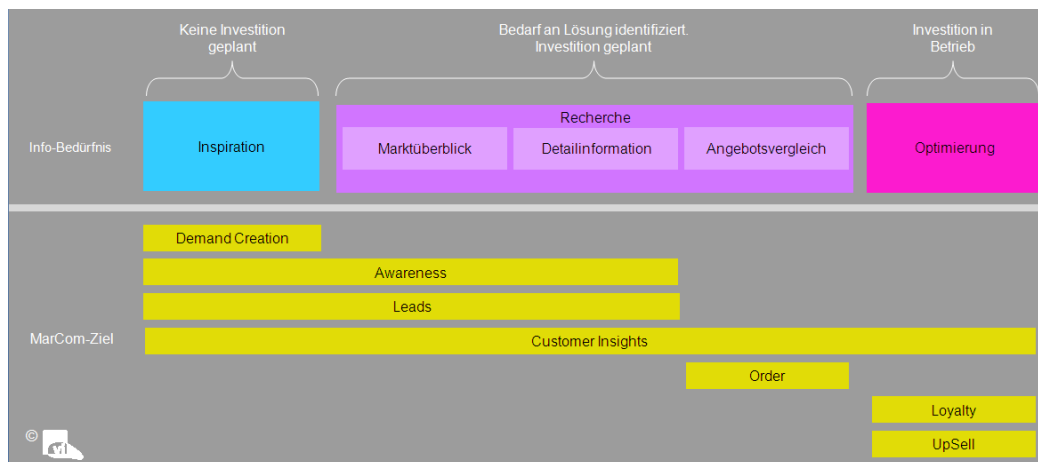 Keine Investition
geplant
Bedarf an Lösung identifiziert.
Investition geplant
Investition in
Betrieb
Info-Bedürfnis
Inspiration
Recherche
Marktüberblick
Detailinformation
Angebotsvergleich
Optimierung
MarCom-Ziel
Demand Creation
Awareness
Leads
Customer Insights
Order
Loyalty
UpSell
©
vi